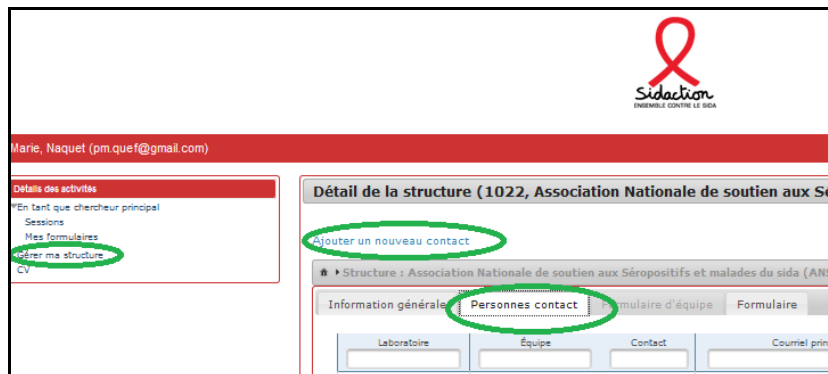 Sidaction
ENSEMBLE CONTRE LE SIDA
Marie, Naquet (pm.quef@gmail.com)
Détails des activités
En tant que chercheur principal
Sessions
Mes formulaires
Gérer ma structure
CV
Détail de la structure (1022, Association Nationale de soutien aux Sé
Ajouter un nouveau contact
Structure : Association Nationale de soutien aux Séropositifs et malades du sida (ANS
Information générale Personnes contact Formulaire d'équipe Formulaire
Laboratoire Équipe Contact Courriel prin